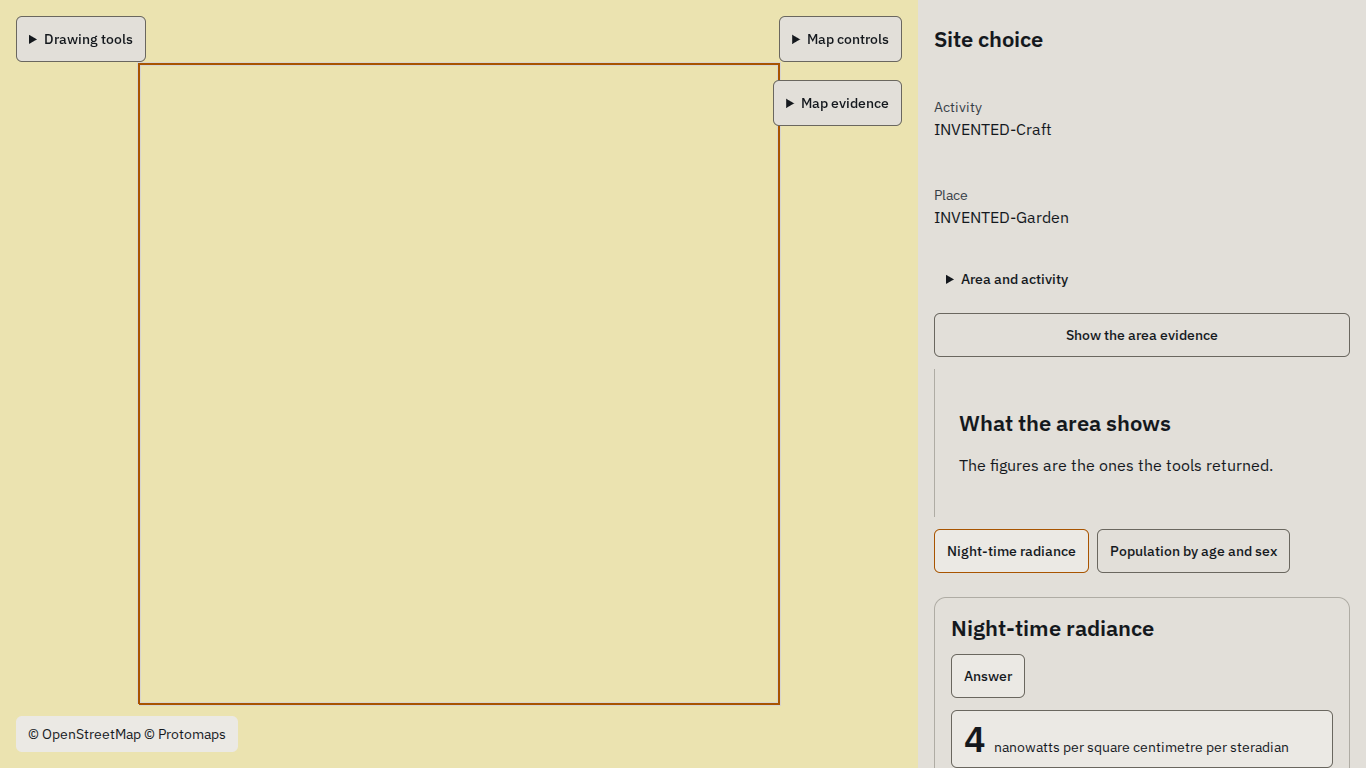 Drawing tools
Map controls
Map evidence
© OpenStreetMap © Protomaps
Site choice
Activity
INVENTED-Craft
Place
INVENTED-Garden
Area and activity
Show the area evidence
What the area shows
The figures are the ones the tools returned.
Night-time radiance
Population by age and sex
Night-time radiance
Answer
4 nanowatts per square centimetre per steradian